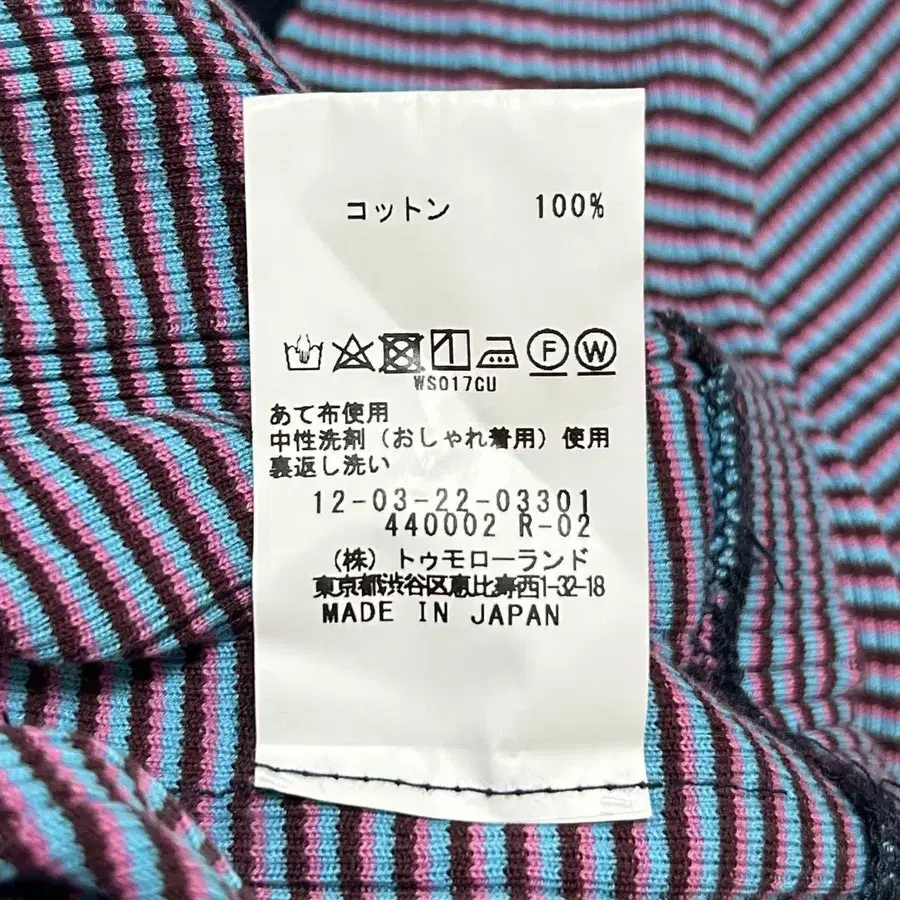 コットン 100%
F W
WS017CU
あて布使用
中性洗剤（おしゃれ着用）使用
裏返し洗い
12-03-22-03301
440002 R-02
（株）トゥモローランド
東京都渋谷区恵比寿西1-32-18
MADE IN JAPAN